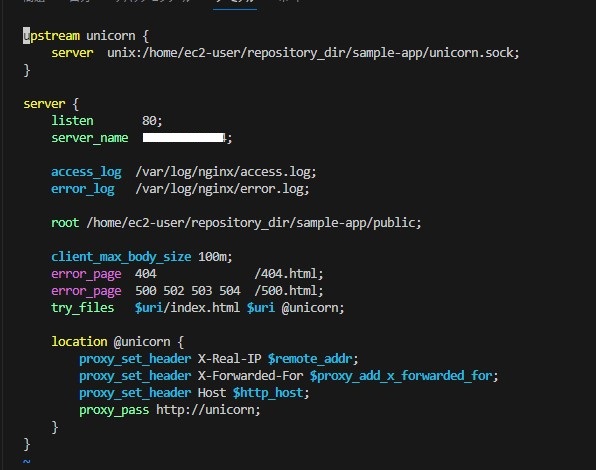 upstream unicorn {
    server  unix:/home/ec2-user/repository_dir/sample-app/unicorn.sock;
}

server {
    listen       80;
    server_name  ;

    access_log  /var/log/nginx/access.log;
    error_log   /var/log/nginx/error.log;

    root /home/ec2-user/repository_dir/sample-app/public;

    client_max_body_size 100m;
    error_page  404              /404.html;
    error_page  500 502 503 504  /500.html;
    try_files   $uri/index.html $uri @unicorn;

    location @unicorn {
        proxy_set_header X-Real-IP $remote_addr;
        proxy_set_header X-Forwarded-For $proxy_add_x_forwarded_for;
        proxy_set_header Host $http_host;
        proxy_pass http://unicorn;
    }
}
~